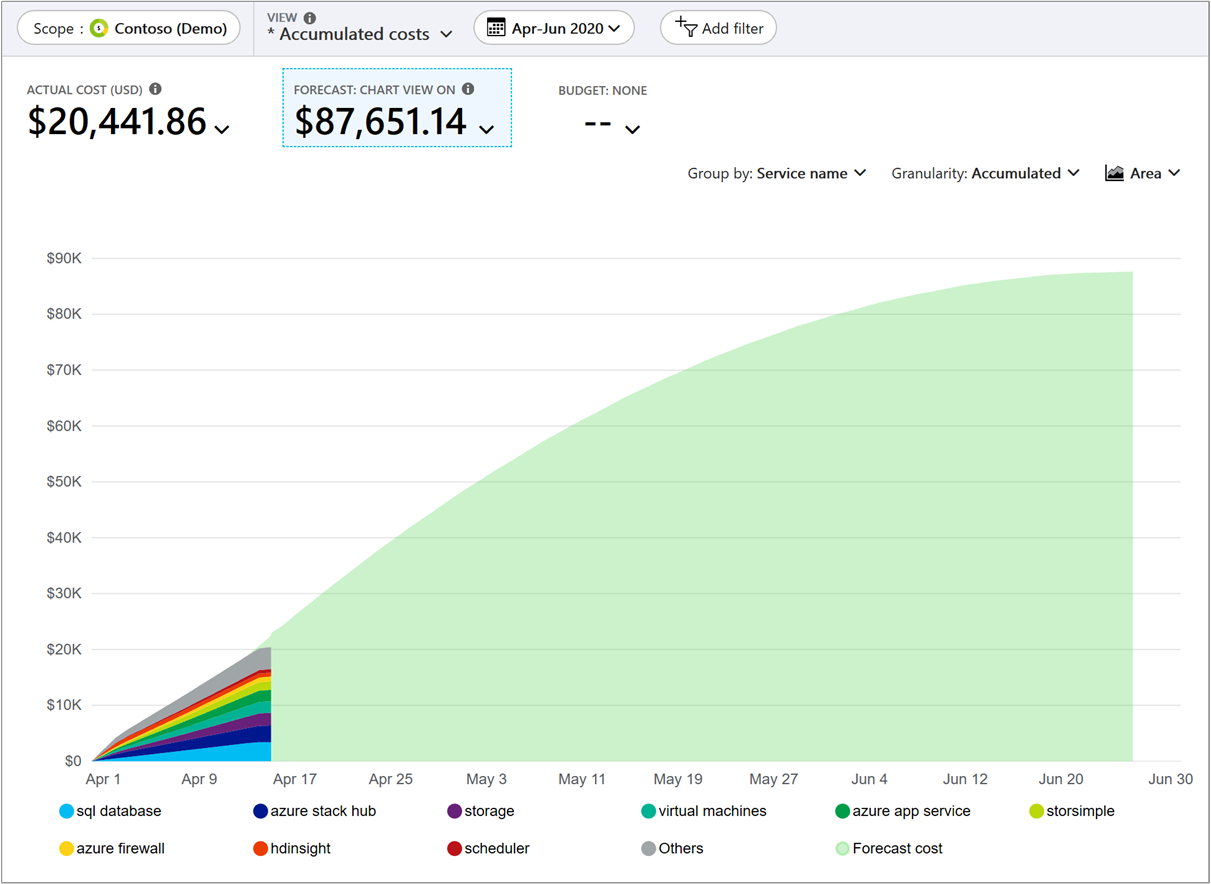 Scope : Contoso (Demo)
VIEW
* Accumulated costs
Apr-Jun 2020
Add filter
ACTUAL COST (USD)
$20,441.86
FORECAST: CHART VIEW ON
$87,651.14
BUDGET: NONE
--
Group by: Service name
Granularity: Accumulated
Area
$90K
$80K
$70K
$60K
$50K
$40K
$30K
$20K
$10K
$0
Apr 1 Apr 9 Apr 17 Apr 25 May 3 May 11 May 19 May 27 Jun 4 Jun 12 Jun 20 Jun 30
sql database azure stack hub storage virtual machines azure app service storsimple
azure firewall hdinsight scheduler Others Forecast cost